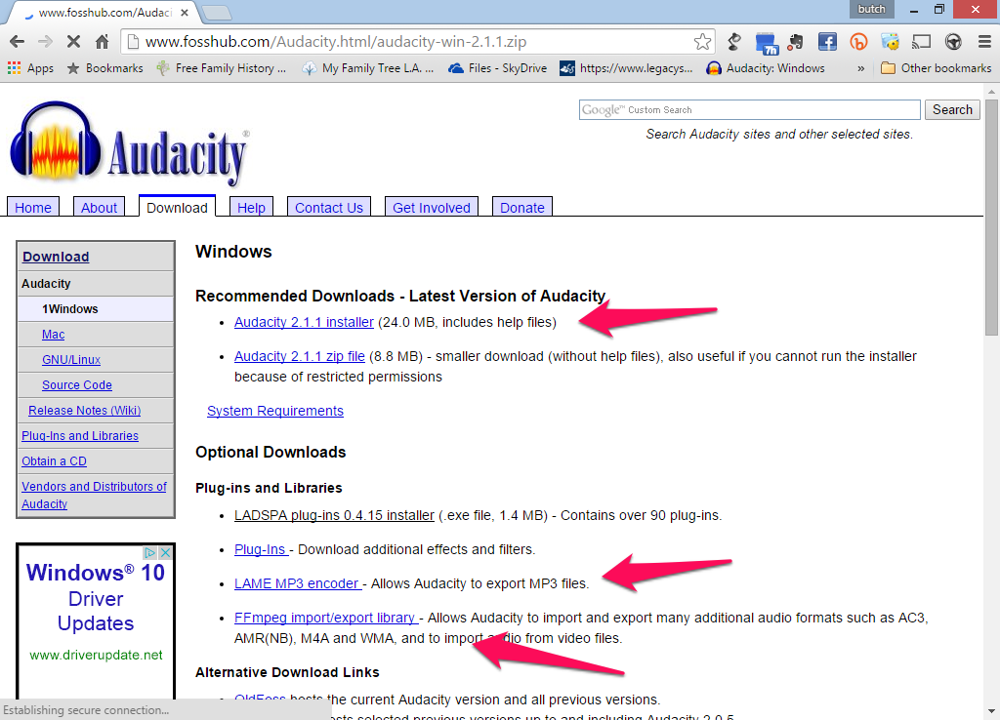 www.fosshub.com/Audaci
butch
www.fosshub.com/Audacity.html/audacity-win-2.1.1.zip
7h
Apps
Bookmarks
Free Family History ...
My Family Tree L.A. ...
Files - SkyDrive
https://www.legacys...
Audacity: Windows
»
Other bookmarks
Audacity®
Google™ Custom Search
Search
Search Audacity sites and other selected sites.
Home
About
Download
Help
Contact Us
Get Involved
Donate
Download
Audacity
1Windows
Mac
GNU/Linux
Source Code
Release Notes (Wiki)
Plug-Ins and Libraries
Obtain a CD
Vendors and Distributors of
Audacity
Windows® 10
Driver
Updates
www.driverupdate.net
Windows
Recommended Downloads - Latest Version of Audacity
• Audacity 2.1.1 installer (24.0 MB, includes help files)
• Audacity 2.1.1 zip file (8.8 MB) - smaller download (without help files), also useful if you cannot run the installer
because of restricted permissions
System Requirements
Optional Downloads
Plug-ins and Libraries
• LADSPA plug-ins 0.4.15 installer (.exe file, 1.4 MB) - Contains over 90 plug-ins.
• Plug-Ins - Download additional effects and filters.
• LAME MP3 encoder - Allows Audacity to export MP3 files.
• FFmpeg import/export library - Allows Audacity to import and export many additional audio formats such as AC3,
AMR(NB), M4A and WMA, and to import audio from video files.
Alternative Download Links
• OldFoss hosts the current Audacity version and all previous versions.
selected previous versions up to and including Audacity 2.0.5
Establishing secure connection...